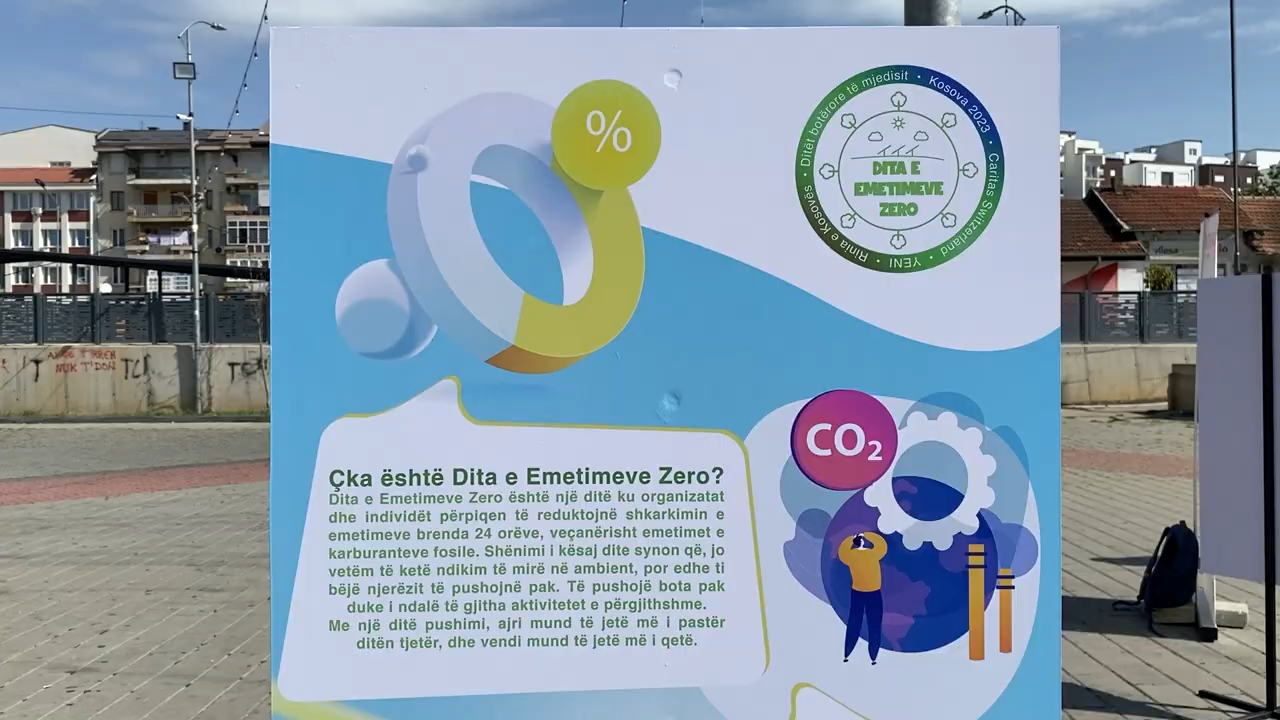 %
Ditët botërore të mjedisit • Kosova 2023 • Caritas Switzerland • YENI • Rinia e Kosovës •
DITA E
EMETIMEVE
ZERO
CO₂
Çka është Dita e Emetimeve Zero?
Dita e Emetimeve Zero është një ditë ku organizatat
dhe individët përpiqen të reduktojnë shkarkimin e
emetimeve brenda 24 orëve, veçanërisht emetimet e
karburanteve fosile. Shënimi i kësaj dite synon që, jo
vetëm të ketë ndikim të mirë në ambient, por edhe ti
bëjë njerëzit të pushojnë pak. Të pushojë bota pak
duke i ndalë të gjitha aktivitetet e përgjithshme.
Me një ditë pushimi, ajri mund të jetë më i pastër
ditën tjetër, dhe vendi mund të jetë më i qetë.
NUK T'DON